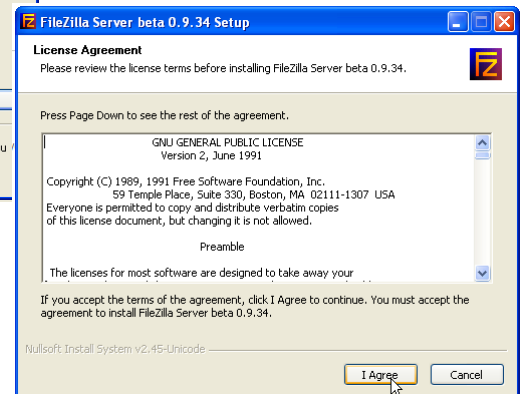 FileZilla Server beta 0.9.34 Setup
License Agreement
Please review the license terms before installing FileZilla Server beta 0.9.34.
Press Page Down to see the rest of the agreement.
GNU GENERAL PUBLIC LICENSE
Version 2, June 1991
Copyright (C) 1989, 1991 Free Software Foundation, Inc.
59 Temple Place, Suite 330, Boston, MA 02111-1307 USA
Everyone is permitted to copy and distribute verbatim copies
of this license document, but changing it is not allowed.
Preamble
The licenses for most software are designed to take away your
If you accept the terms of the agreement, click I Agree to continue. You must accept the
agreement to install FileZilla Server beta 0.9.34.
Nullsoft Install System v2.45-Unicode
I Agree Cancel